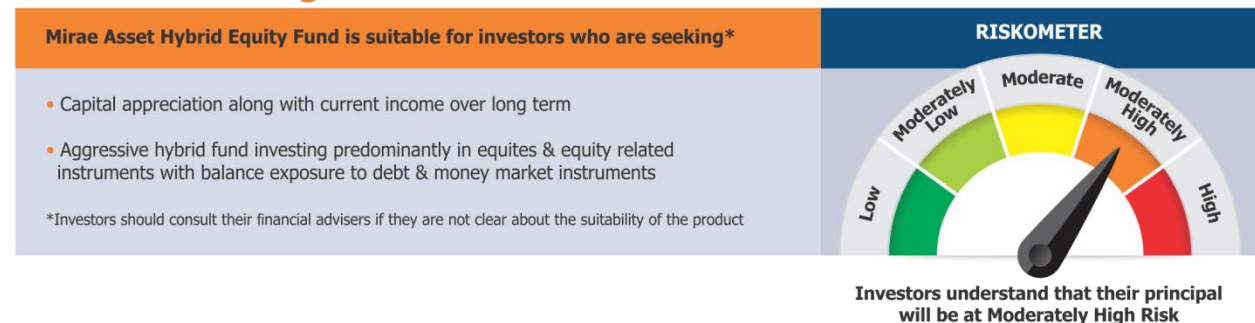 Mirae Asset Hybrid Equity Fund is suitable for investors who are seeking*
• Capital appreciation along with current income over long term
• Aggressive hybrid fund investing predominantly in equites & equity related
instruments with balance exposure to debt & money market instruments
*Investors should consult their financial advisers if they are not clear about the suitability of the product
RISKOMETER
Low
Moderately
Low
Moderate
Moderately
High
High
Investors understand that their principal
will be at Moderately High Risk